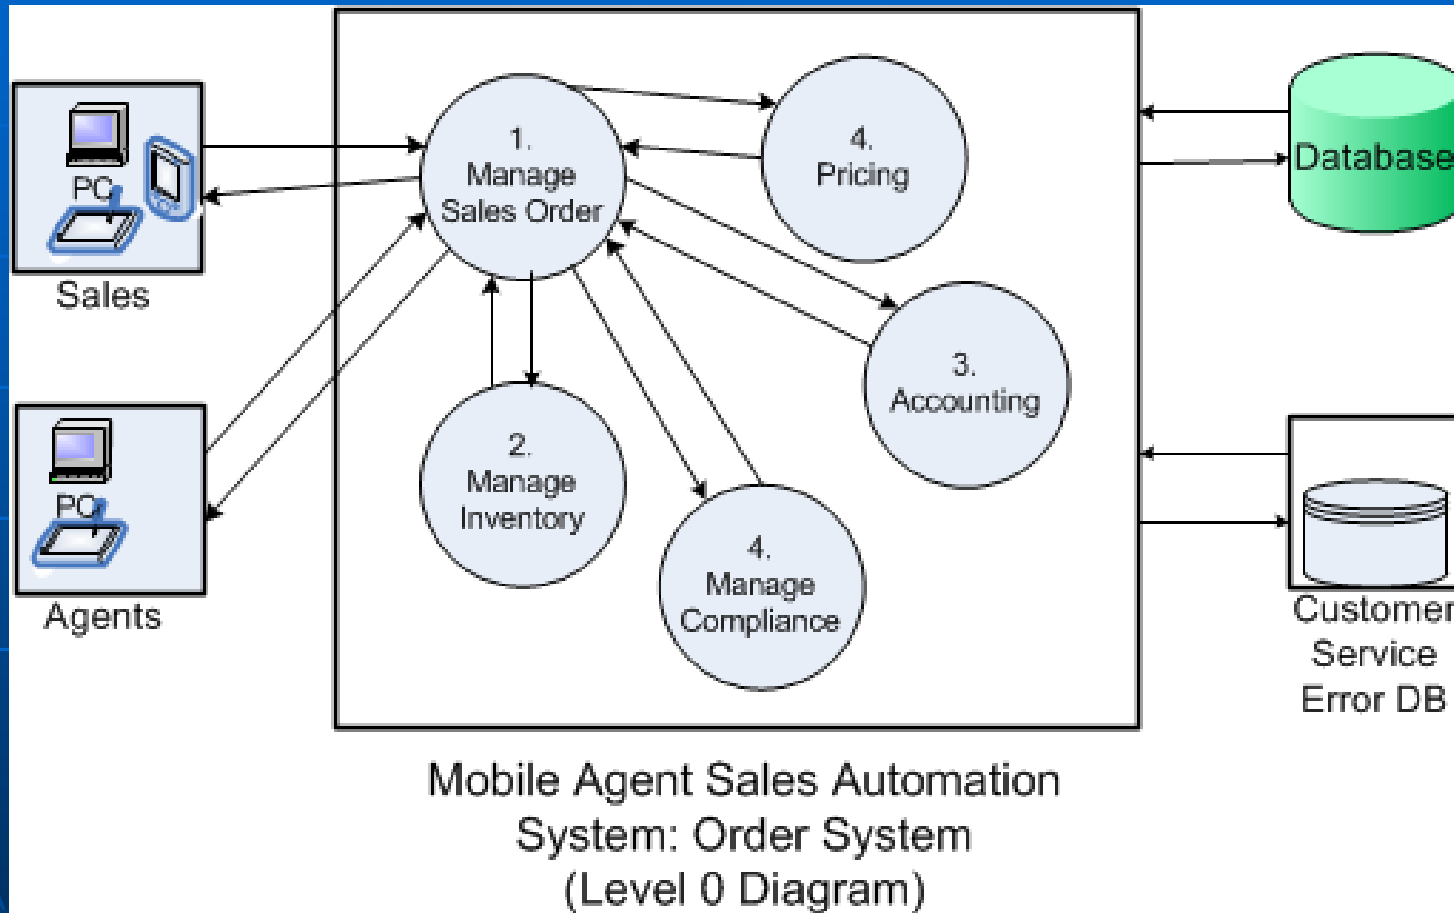 PC
Sales
PC
Agents
1.
Manage
Sales Order
4.
Pricing
3.
Accounting
2.
Manage
Inventory
4.
Manage
Compliance
Database
Customer
Service
Error DB
Mobile Agent Sales Automation
System: Order System
(Level 0 Diagram)